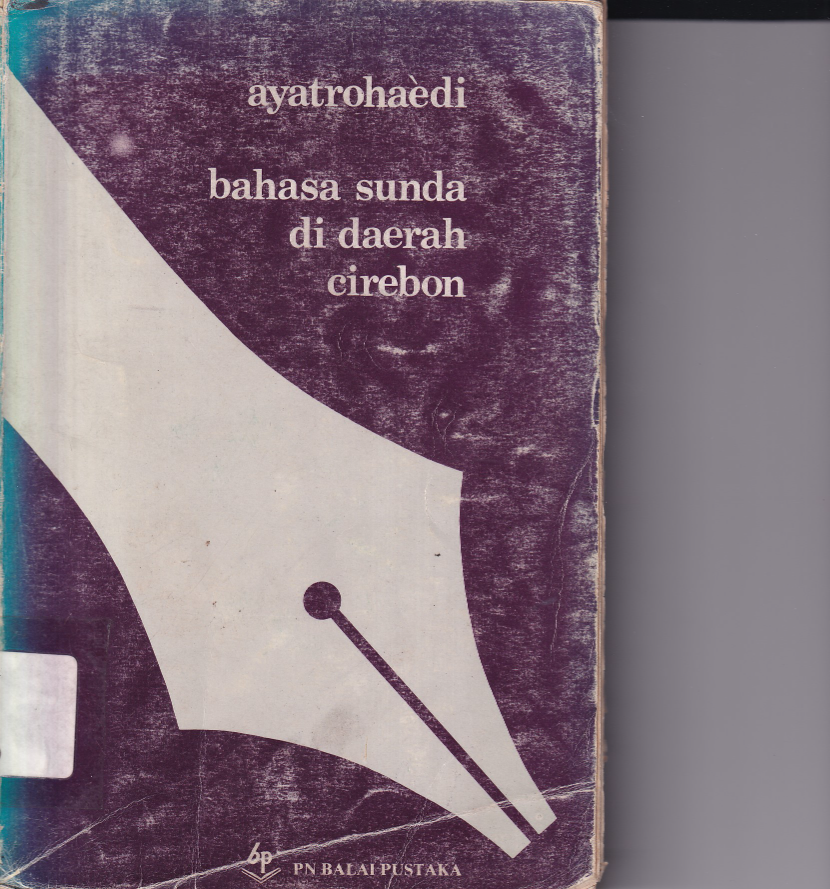 ayatrohaèdi
bahasa sunda
di daerah
cirebon
bp PN BALAI PUSTAKA